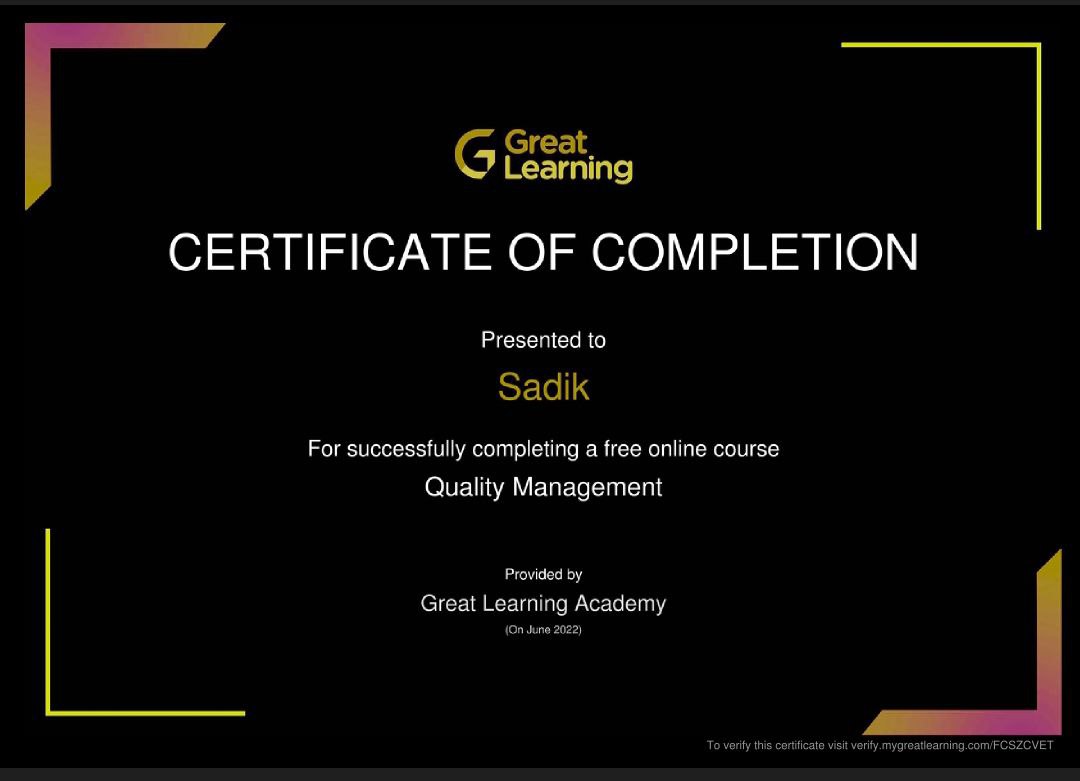 Great
Learning
CERTIFICATE OF COMPLETION
Presented to
Sadik
For successfully completing a free online course
Quality Management
Provided by
Great Learning Academy
(On June 2022)
To verify this certificate visit verify.mygreatlearning.com/FCSZCVET